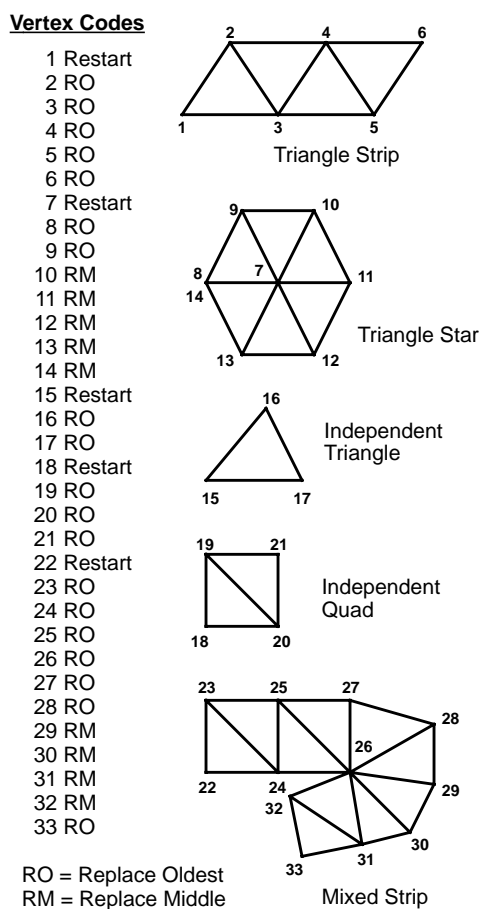 Vertex Codes
1 Restart
2 RO
3 RO
4 RO
5 RO
6 RO
7 Restart
8 RO
9 RO
10 RM
11 RM
12 RM
13 RM
14 RM
15 Restart
16 RO
17 RO
18 Restart
19 RO
20 RO
21 RO
22 Restart
23 RO
24 RO
25 RO
26 RO
27 RO
28 RO
29 RM
30 RM
31 RM
32 RM
33 RO
RO = Replace Oldest
RM = Replace Middle
2 4 6
1 3 5
Triangle Strip
9 10
8 7 11
14
13 12
Triangle Star
16
15 17
Independent
Triangle
19 21
18 20
Independent
Quad
23 25 27
28
26
22 24
29
32
30
31
33
Mixed Strip